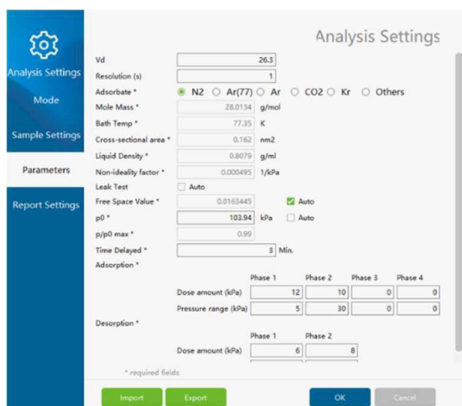 Analysis Settings
Analysis Settings
Mode
Sample Settings
Parameters
Report Settings
Vd 26.3
Resolution (s) 1
Adsorbate * N2 Ar(77) Ar CO2 Kr Others
Mole Mass * 28.0134 g/mol
Bath Temp * 77.35 K
Cross-sectional area * 0.162 nm2
Liquid Density * 0.8079 g/ml
Non-ideality factor * 0.000495 1/kPa
Leak Test Auto
Free Space Value * 0.0163445 Auto
p0 * 103.94 kPa Auto
p/p0 max * 0.99
Time Delayed * 3 Min.
Adsorption *
Phase 1 Phase 2 Phase 3 Phase 4
Dose amount (kPa) 12 10 0 0
Pressure range (kPa) 5 30 0 0
Desorption *
Phase 1 Phase 2
Dose amount (kPa) 6 8
* required fields
Import Export OK Cancel